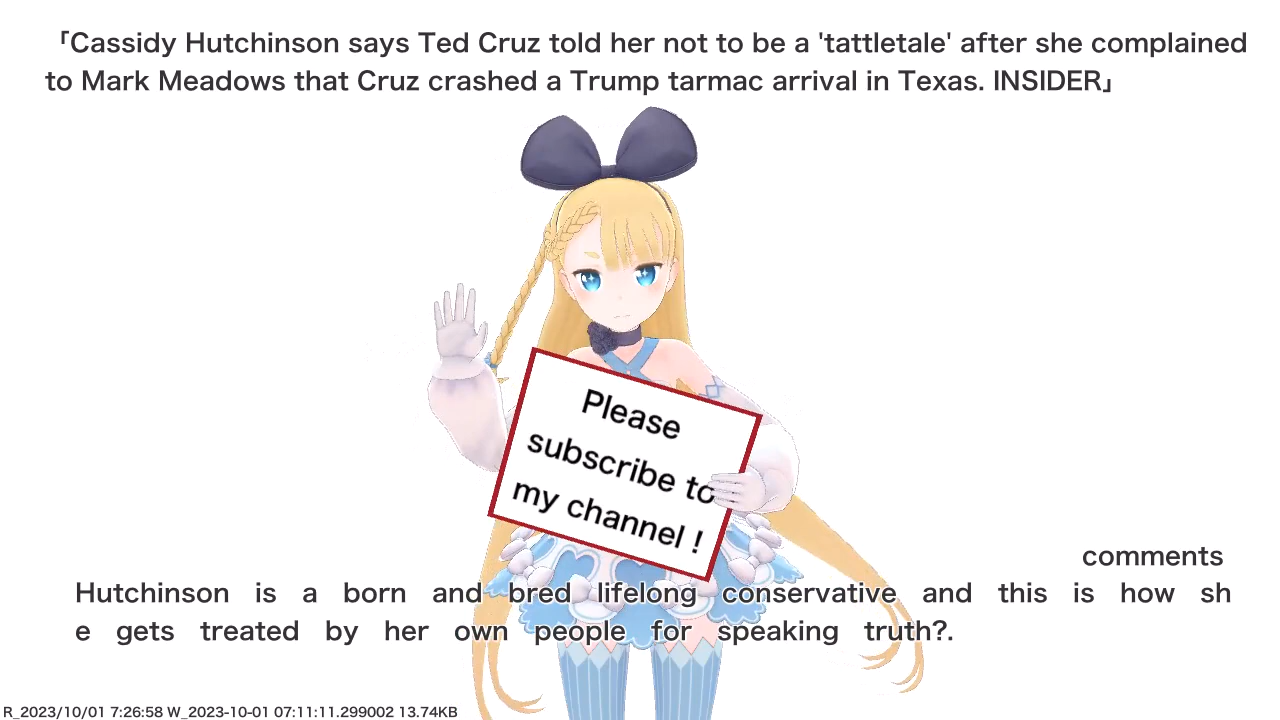 「Cassidy Hutchinson says Ted Cruz told her not to be a 'tattletale' after she complained
to Mark Meadows that Cruz crashed a Trump tarmac arrival in Texas. INSIDER」
Please
subscribe to
my channel !
comments
Hutchinson is a born and bred lifelong conservative and this is how sh
e gets treated by her own people for speaking truth?.
R_2023/10/01 7:26:58 W_2023-10-01 07:11:11.299002 13.74KB